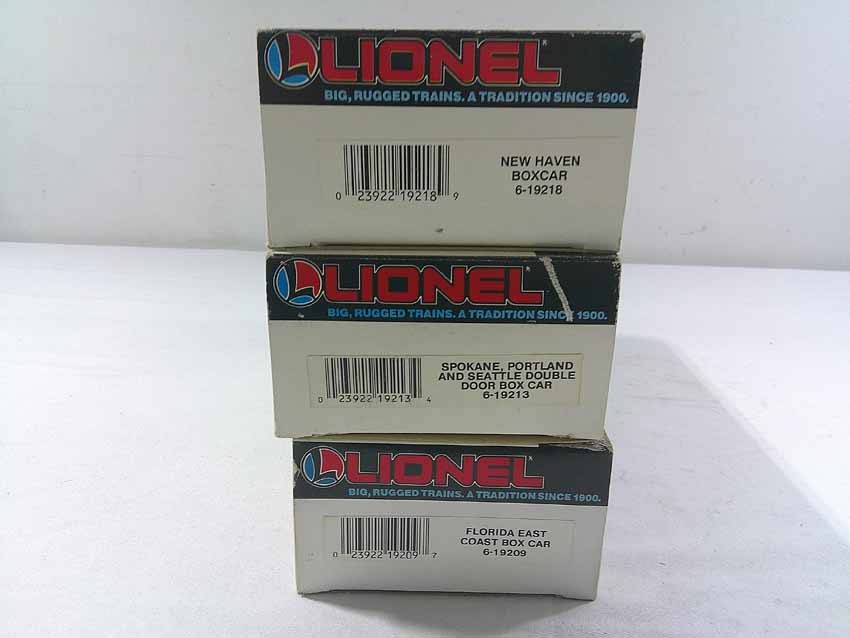 LIONEL
BIG, RUGGED TRAINS. A TRADITION SINCE 1900.
NEW HAVEN
BOXCAR
6-19218
0 23922 19218 9
LIONEL
BIG, RUGGED TRAINS. A TRADITION SINCE 1900.
SPOKANE, PORTLAND
AND SEATTLE DOUBLE
DOOR BOX CAR
6-19213
0 23922 19213 4
LIONEL
BIG, RUGGED TRAINS. A TRADITION SINCE 1900.
FLORIDA EAST
COAST BOX CAR
6-19209
0 23922 19209 7